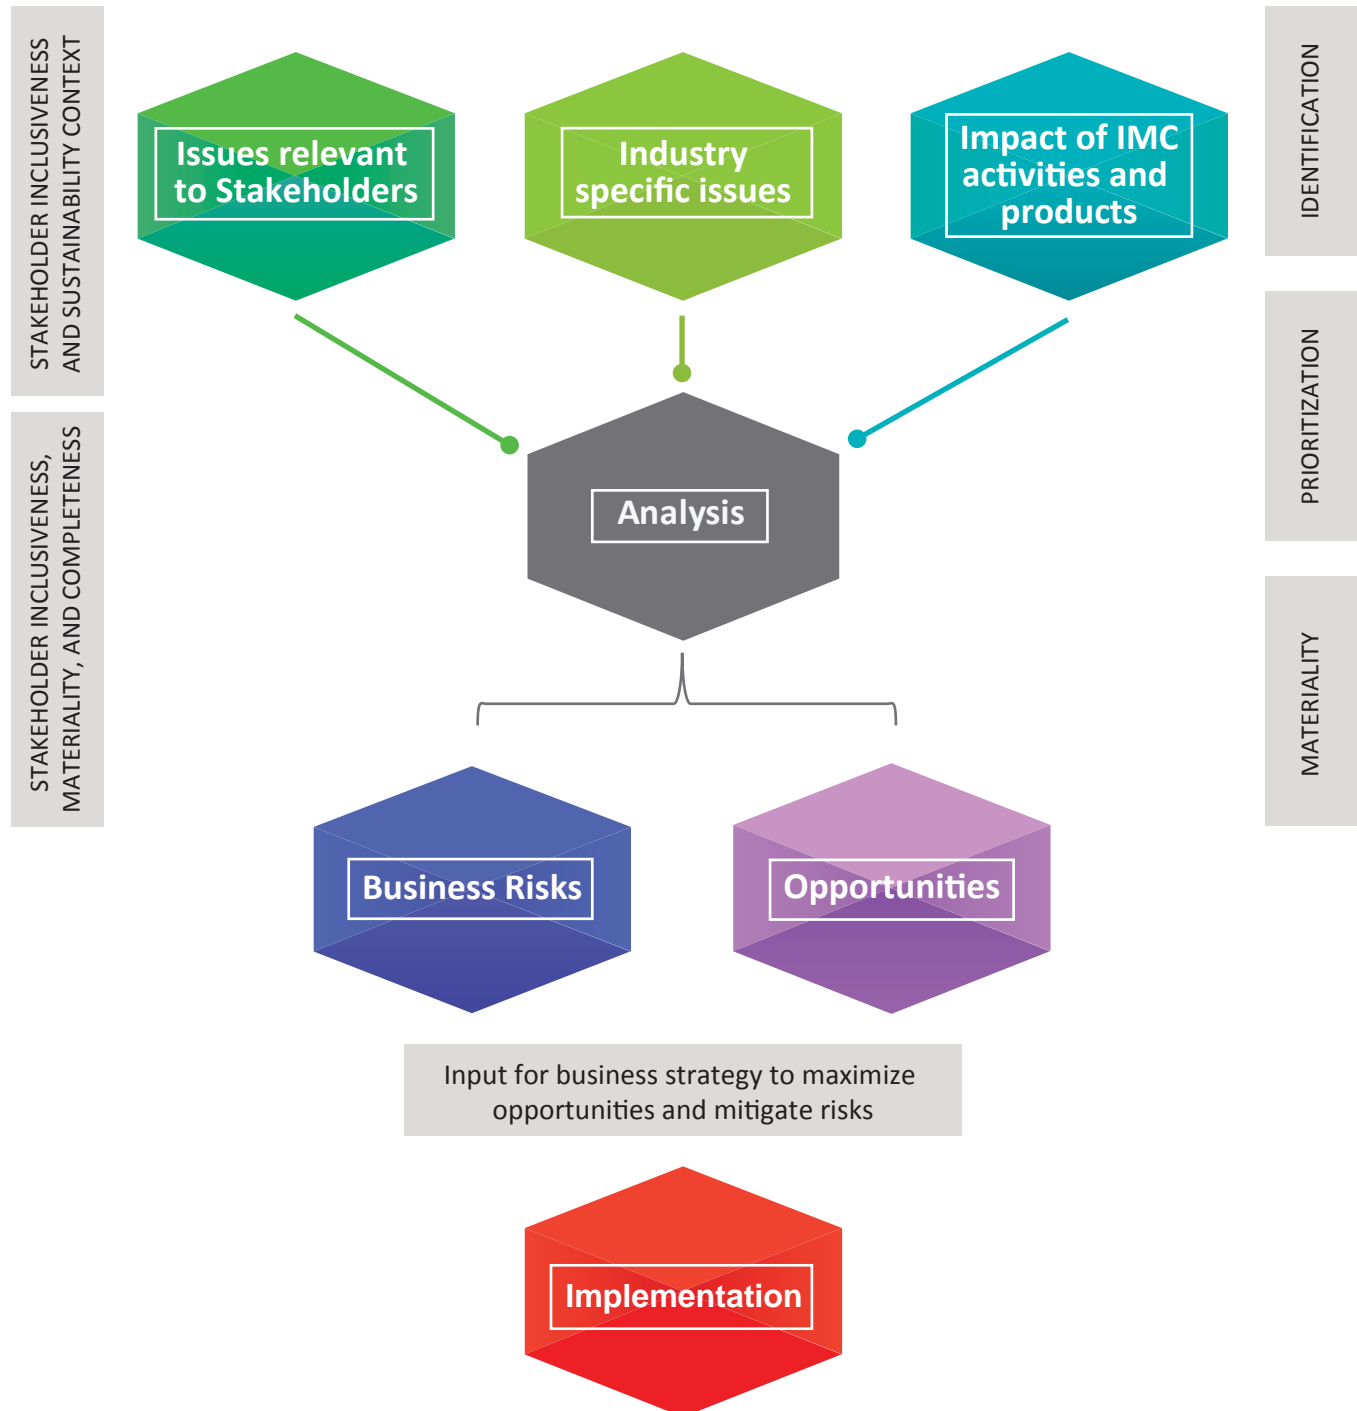 STAKEHOLDER INCLUSIVENESS
AND SUSTAINABILITY CONTEXT
Issues relevant
to Stakeholders
Industry
specific issues
Impact of IMC
activities and
products
IDENTIFICATION
PRIORITIZATION
STAKEHOLDER INCLUSIVENESS,
MATERIALITY, AND COMPLETENESS
Analysis
MATERIALITY
Business Risks
Opportunities
Input for business strategy to maximize
opportunities and mitigate risks
Implementation